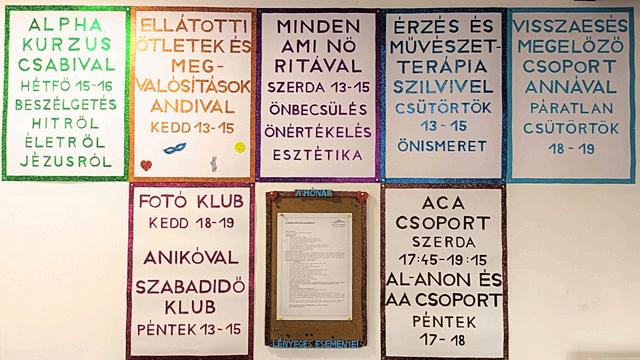 ALPHA
KURZUS
CSABIVAL
HÉTFŐ 15-16
BESZÉLGETÉS
HITRŐL
ÉLETRŐL
JÉZUSRÓL
ELLÁTOTTI
ÖTLETEK ÉS
MEG-
VALÓSÍTÁSOK
ANDIVAL
KEDD 13-15
MINDEN
AMI NŐ
RITÁVAL
SZERDA 13-15
ÖNBECSÜLÉS
ÖNÉRTÉKELÉS
ESZTÉTIKA
ÉRZÉS ÉS
MŰVÉSZET-
TERÁPIA
SZILVIVEL
CSÜTÖRTÖK
13-15
ÖNISMERET
VISSZAESÉS
MEGELŐZŐ
CSOPORT
ANNÁVAL
PÁRATLAN
CSÜTÖRTÖK
18-19
FOTÓ KLUB
KEDD 18-19
ANIKÓVAL
SZABADIDŐ
KLUB
PÉNTEK 13-15
A HÓNAP
LÉNYEGES ESEMÉNYEI
ACA
CSOPORT
SZERDA
17:45-19:15
AL-ANON ÉS
AA CSOPORT
PÉNTEK
17-18